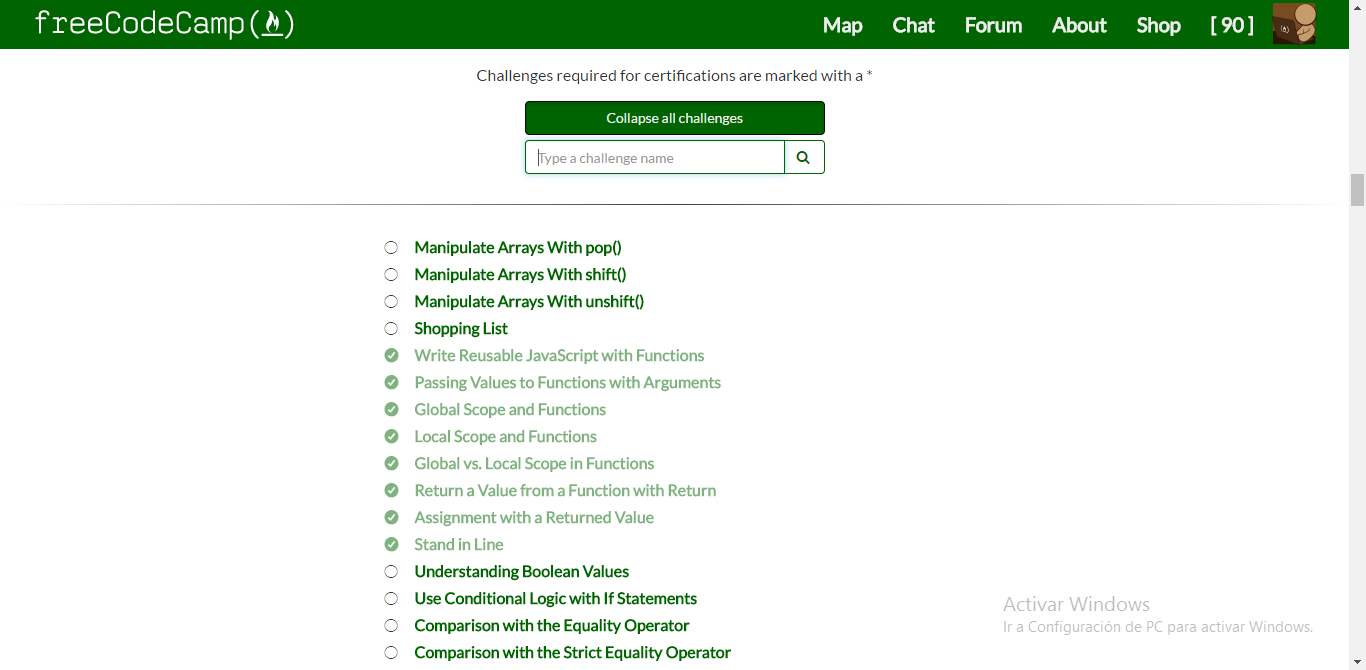 freeCodeCamp
Map Chat Forum About Shop [ 90 ]
Challenges required for certifications are marked with a *
Collapse all challenges
Type a challenge name
Manipulate Arrays With pop()
Manipulate Arrays With shift()
Manipulate Arrays With unshift()
Shopping List
Write Reusable JavaScript with Functions
Passing Values to Functions with Arguments
Global Scope and Functions
Local Scope and Functions
Global vs. Local Scope in Functions
Return a Value from a Function with Return
Assignment with a Returned Value
Stand in Line
Understanding Boolean Values
Use Conditional Logic with If Statements
Comparison with the Equality Operator
Comparison with the Strict Equality Operator
Activar Windows
Ir a Configuración de PC para activar Windows.